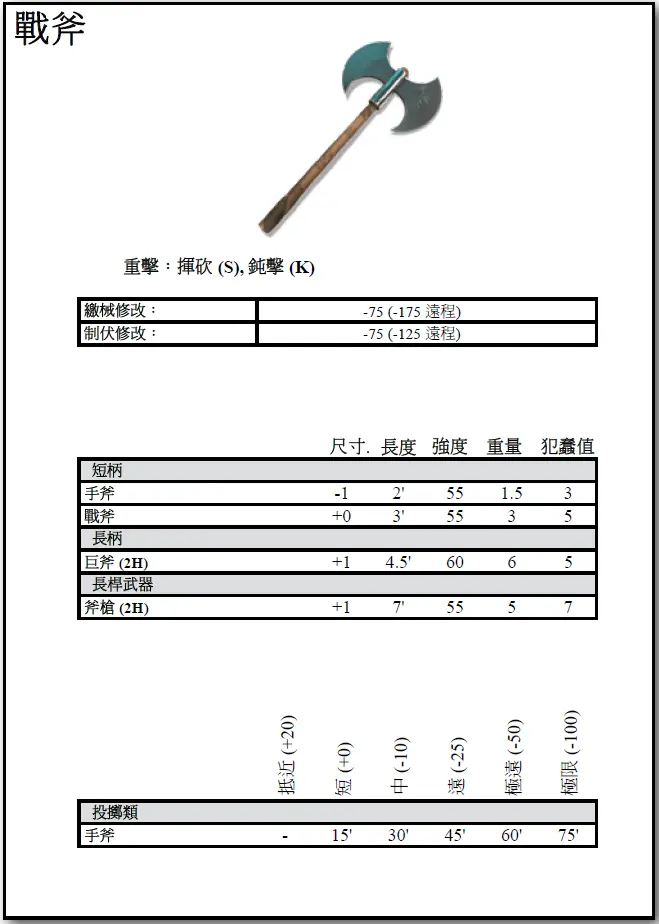 戰斧
重擊：揮砍 (S), 鈍擊 (K)
繳械修改： -75 (-175 遠程)
制伏修改： -75 (-125 遠程)
尺寸. 長度 強度 重量 犯蠢值
短柄
手斧 -1 2' 55 1.5 3
戰斧 +0 3' 55 3 5
長柄
巨斧 (2H) +1 4.5' 60 6 5
長桿武器
斧槍 (2H) +1 7' 55 5 7
抵近 (+20) 短 (+0) 中 (-10) 遠 (-25) 極遠 (-50) 極限 (-100)
投擲類
手斧 - 15' 30' 45' 60' 75'